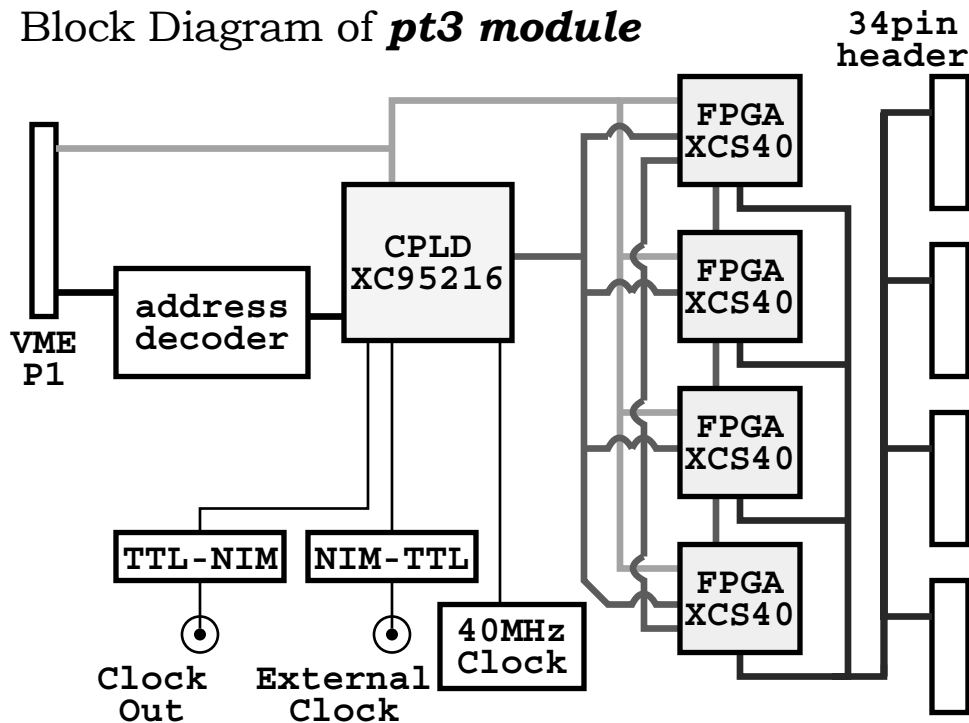 Block Diagram of pt3 module
34pin
header
FPGA
XCS40
CPLD
XC95216
FPGA
XCS40
address
decoder
VME
P1
FPGA
XCS40
TTL-NIM
NIM-TTL
FPGA
XCS40
40MHz
Clock
Clock
Out
External
Clock